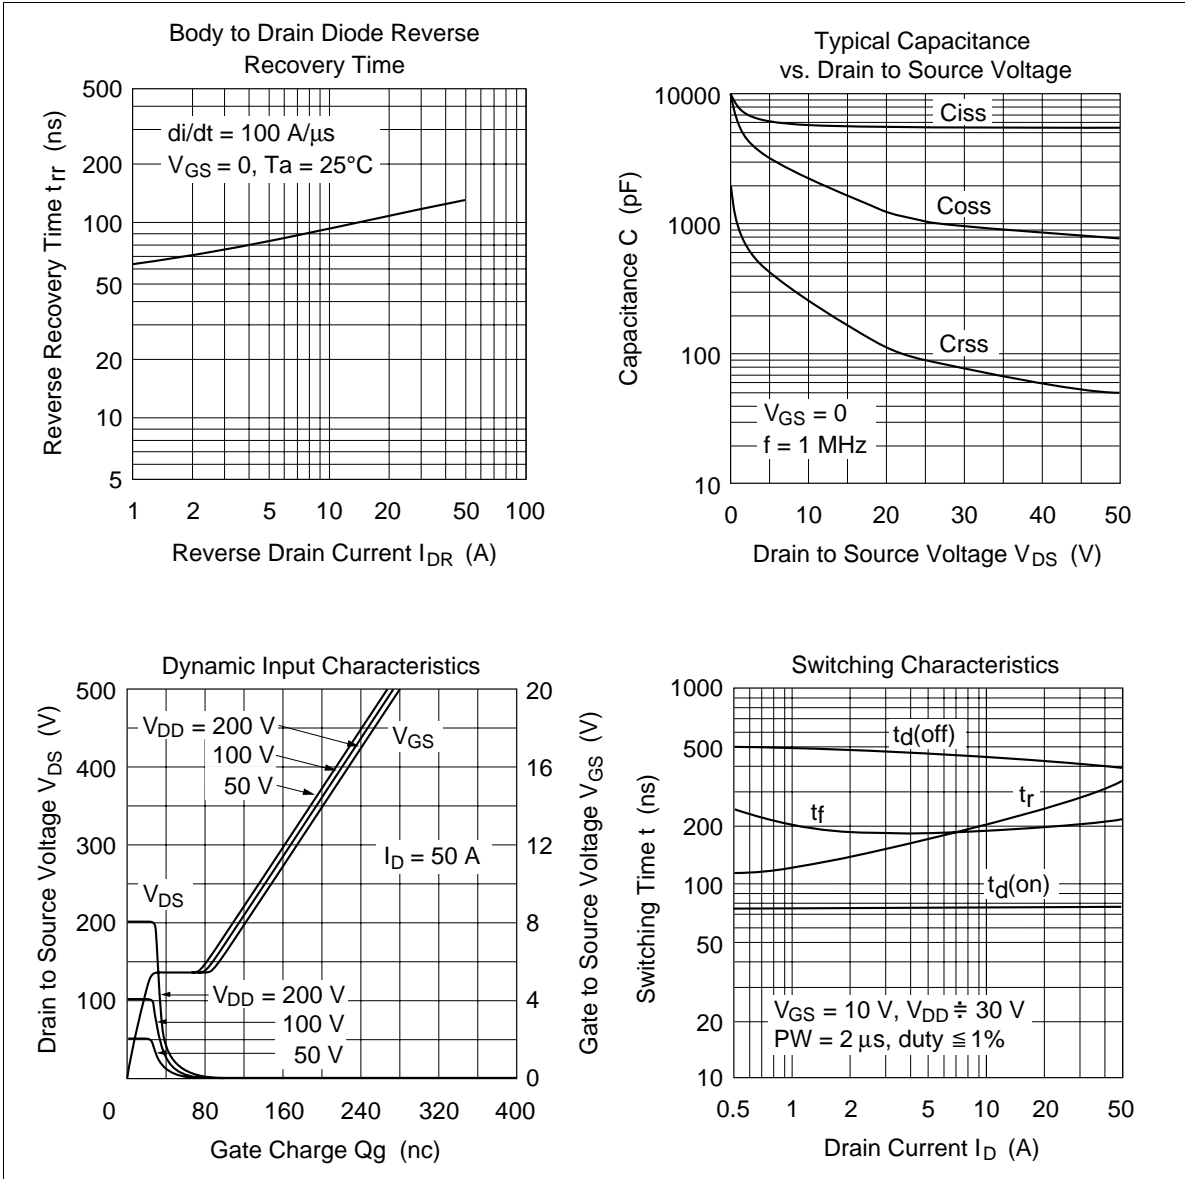 Body to Drain Diode Reverse
Recovery Time
500
200
100
50
20
10
5
Reverse Recovery Time trr (ns)
di/dt = 100 A/μs
VGS = 0, Ta = 25°C
1 2 5 10 20 50 100
Reverse Drain Current IDR (A)
Typical Capacitance
vs. Drain to Source Voltage
10000
1000
100
10
Capacitance C (pF)
Ciss
Coss
Crss
VGS = 0
f = 1 MHz
0 10 20 30 40 50
Drain to Source Voltage VDS (V)
Dynamic Input Characteristics
500
400
300
200
100
0
Drain to Source Voltage VDS (V)
VDD = 200 V
100 V
50 V
VGS
ID = 50 A
VDS
VDD = 200 V
100 V
50 V
20
16
12
8
4
0
Gate to Source Voltage VGS (V)
80 160 240 320 400
Gate Charge Qg (nc)
Switching Characteristics
1000
500
200
100
50
20
10
Switching Time t (ns)
td(off)
tr
tf
td(on)
VGS = 10 V, VDD ≑ 30 V
PW = 2 μs, duty ≦ 1%
0.5 1 2 5 10 20 50
Drain Current ID (A)